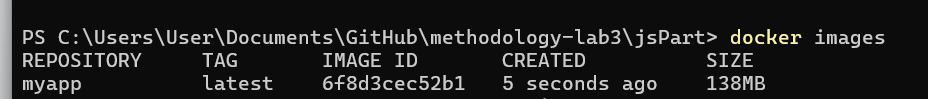 PS C:\Users\User\Documents\GitHub\methodology-lab3\jsPart> docker images
REPOSITORY   TAG       IMAGE ID       CREATED         SIZE
myapp        latest    6f8d3cec52b1   5 seconds ago   138MB